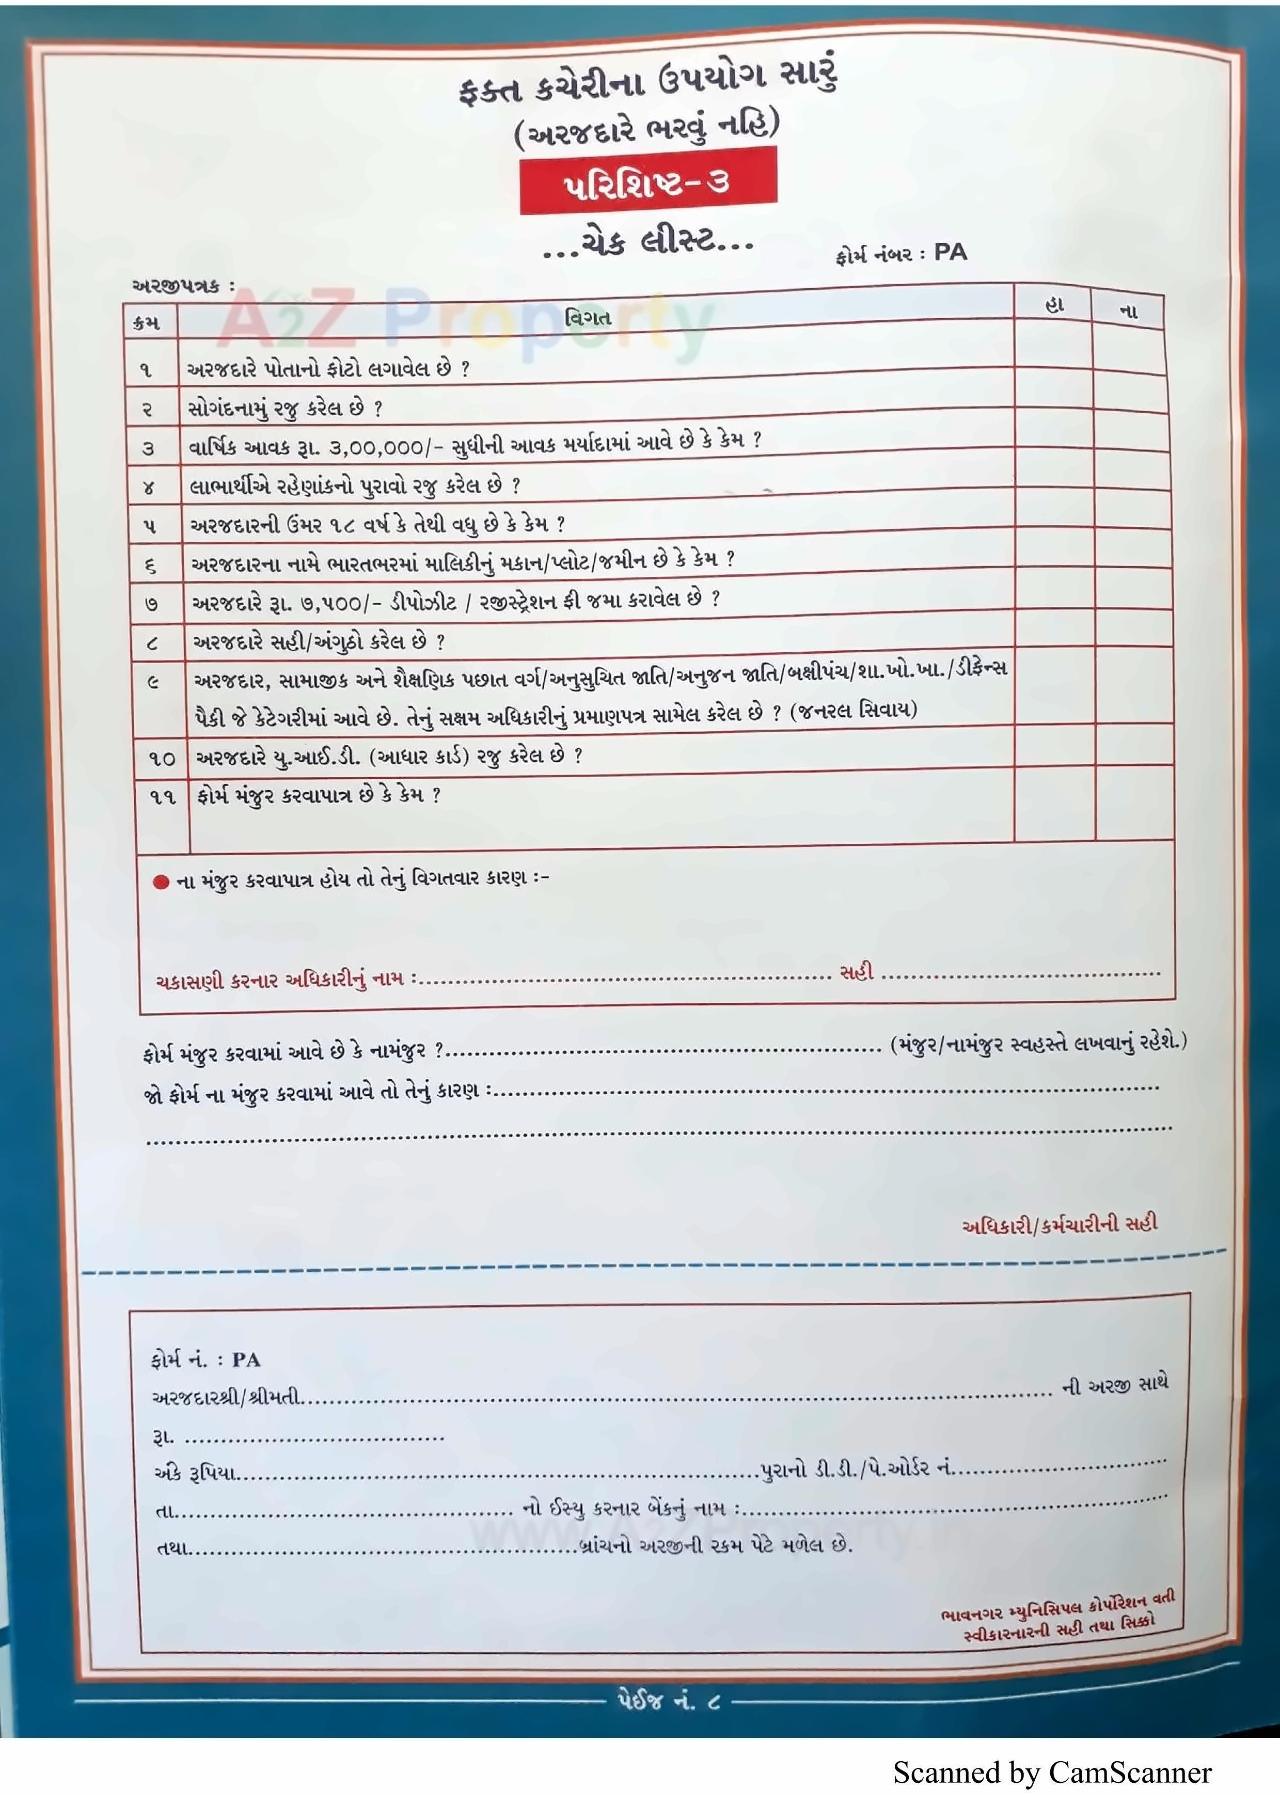 ફક્ત કચેરીના ઉપયોગ સારું
(અરજદારે ભરવું નહિ)
પરિશિષ્ટ-૩
...ચેક લીસ્ટ...
ફોર્મ નંબર : PA
અરજીપત્રક :
A2Z Property
ક્રમ વિગત હા ના
૧ અરજદારે પોતાનો ફોટો લગાવેલ છે ?
૨ સોગંદનામું રજુ કરેલ છે ?
૩ વાર્ષિક આવક રૂા. ૩,૦૦,૦૦૦/- સુધીની આવક મર્યાદામાં આવે છે કે કેમ ?
૪ લાભાર્થીએ રહેણાંકનો પુરાવો રજુ કરેલ છે ?
૫ અરજદારની ઉંમર ૧૮ વર્ષ કે તેથી વધુ છે કે કેમ ?
૬ અરજદારના નામે ભારતભરમાં માલિકીનું મકાન/પ્લોટ/જમીન છે કે કેમ ?
૭ અરજદારે રૂા. ૭,૫૦૦/- ડીપોઝીટ / રજીસ્ટ્રેશન ફી જમા કરાવેલ છે ?
૮ અરજદારે સહી/અંગુઠો કરેલ છે ?
૯ અરજદાર, સામાજીક અને શૈક્ષણિક પછાત વર્ગ/અનુસુચિત જાતિ/અનુજન જાતિ/બક્ષીપંચ/શા.ખો.ખા./ડીફેન્સ
પૈકી જે કેટેગરીમાં આવે છે. તેનું સક્ષમ અધિકારીનું પ્રમાણપત્ર સામેલ કરેલ છે ? (જનરલ સિવાય)
૧૦ અરજદારે યુ.આઈ.ડી. (આધાર કાર્ડ) રજુ કરેલ છે ?
૧૧ ફોર્મ મંજુર કરવાપાત્ર છે કે કેમ ?
● ના મંજુર કરવાપાત્ર હોય તો તેનું વિગતવાર કારણ :-
ચકાસણી કરનાર અધિકારીનું નામ :.................... સહી ....................
ફોર્મ મંજુર કરવામાં આવે છે કે નામંજુર ?.................... (મંજુર/નામંજુર સ્વહસ્તે લખવાનું રહેશે.)
જો ફોર્મ ના મંજુર કરવામાં આવે તો તેનું કારણ :....................
અધિકારી/કર્મચારીની સહી
ફોર્મ નં. : PA
અરજદારશ્રી/શ્રીમતી.................... ની અરજી સાથે
રૂા. ....................
અંકે રૂપિયા....................પુરાનો ડી.ડી./પે.ઓર્ડર નં....................
તા.................... નો ઈસ્યુ કરનાર બેંકનું નામ :....................
તથા....................બ્રાંચનો અરજીની રકમ પેટે મળેલ છે.
www.A2ZProperty.in
ભાવનગર મ્યુનિસિપલ કોર્પોરેશન વતી
સ્વીકારનારની સહી તથા સિક્કો
પેઈજ નં. ૮
Scanned by CamScanner